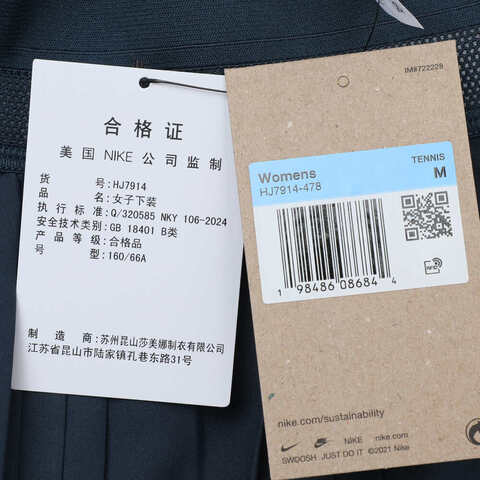 合格证
美国 NIKE 公司监制
货 号:HJ7914
品 名:女子下装
执行标准:Q/320585 NKY 106-2024
安全技术类别:GB 18401 B类
产品等级:合格品
号 型:160/66A
制造商:苏州昆山莎美娜制衣有限公司
江苏省昆山市陆家镇孔巷东路31号
IM#722229
TENNIS
Womens M
HJ7914-478
RFID
1 98486 08684
nike.com/sustainability
NIKE nike.com
SWOOSH JUST DO IT ©2021 Nike